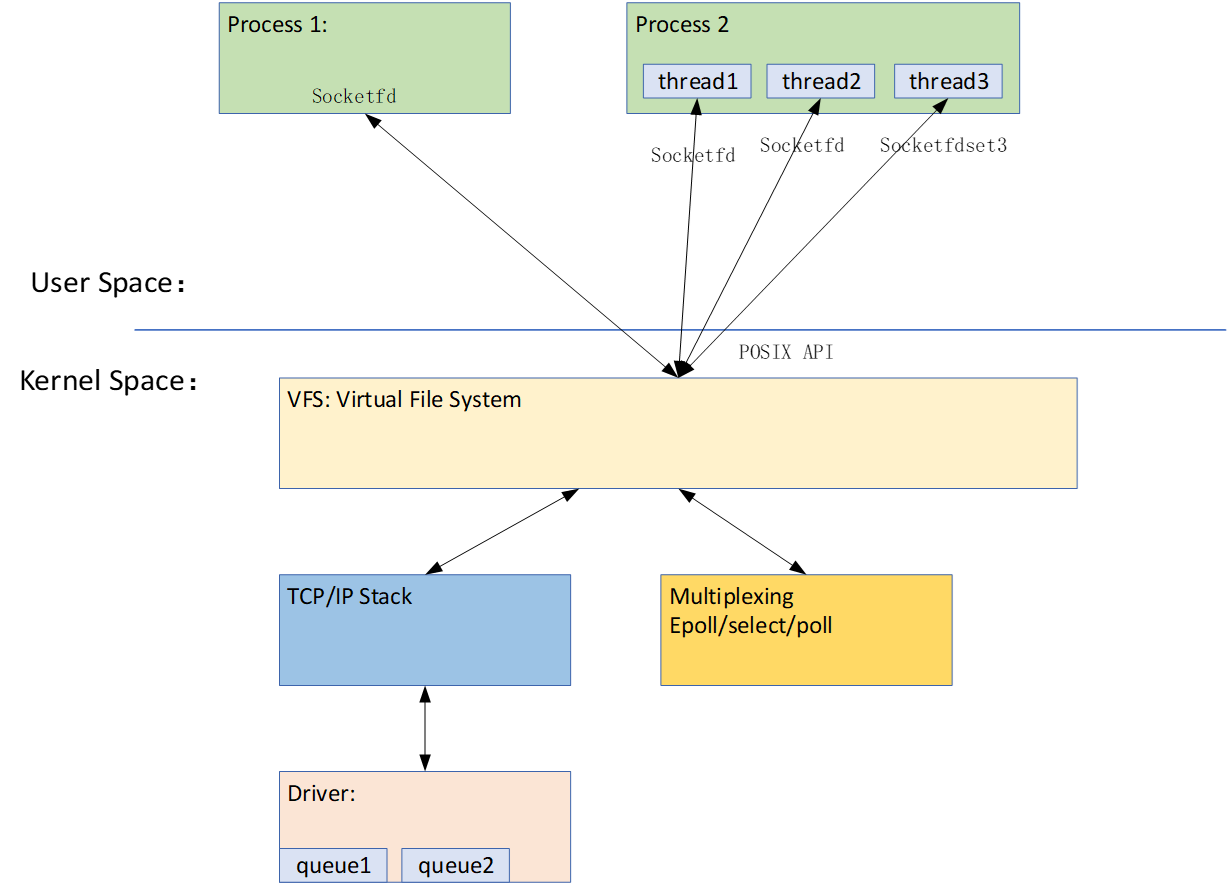 Process 1:
Socketfd
Process 2
thread1
thread2
thread3
Socketfd
Socketfd
Socketfdset3
User Space：
POSIX API
Kernel Space：
VFS: Virtual File System
TCP/IP Stack
Multiplexing
Epoll/select/poll
Driver:
queue1
queue2